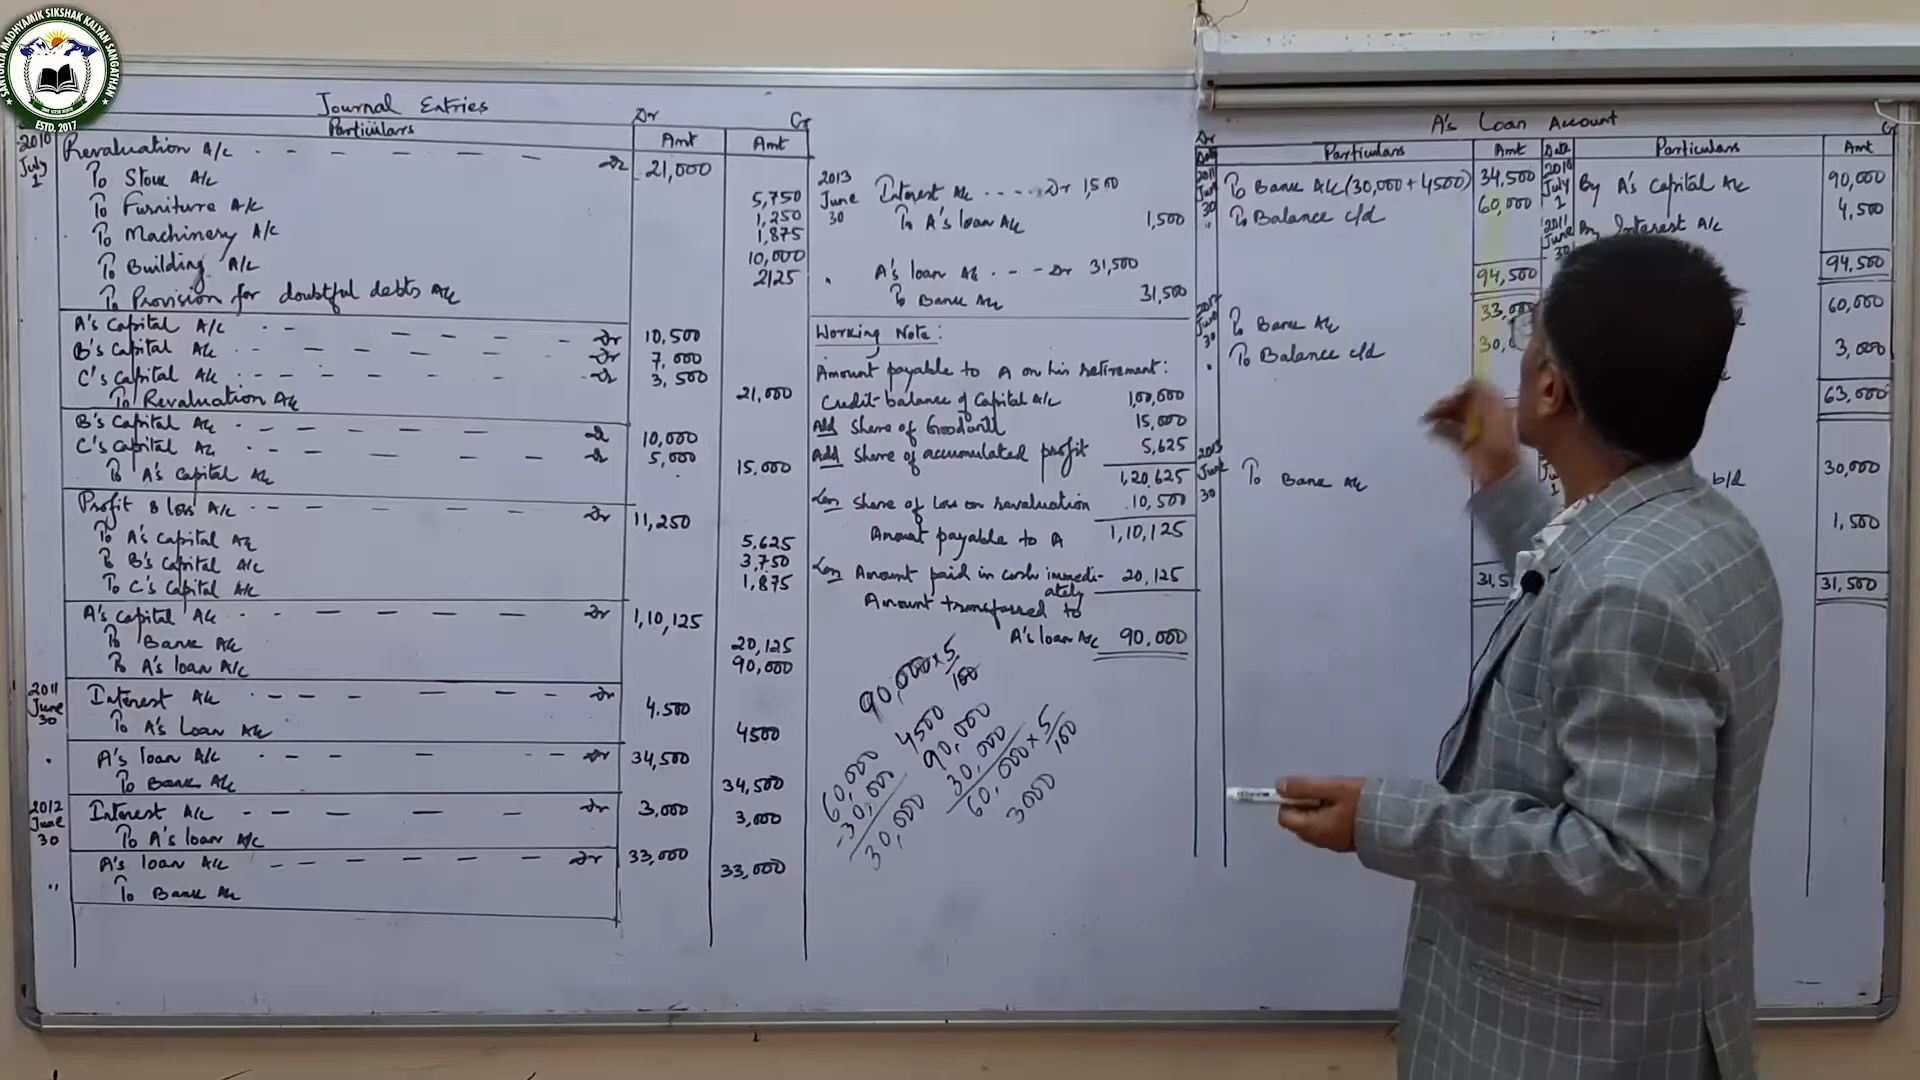 SANYUKTA MADHYAMIK SIKSHAK KALYAN SANGATHAN
ESTD. 2017
Journal Entries
Particulars
Dr
Amt
Cr
Amt
2010
July
1
Revaluation A/c Dr 21,000
To Stock A/c 5,750
To Furniture A/c 1,250
To Machinery A/c 1,875
To Building A/c 10,000
To Provision for doubtful debts A/c 2125
A's Capital A/c Dr 10,500
B's Capital A/c Dr 7,000
C's Capital A/c Dr 3,500
To Revaluation A/c 21,000
B's Capital A/c Dr 10,000
C's Capital A/c Dr 5,000
To A's Capital A/c 15,000
Profit & loss A/c Dr 11,250
To A's Capital A/c 5,625
To B's Capital A/c 3,750
To C's Capital A/c 1,875
A's Capital A/c Dr 1,10,125
To Bank A/c 20,125
To A's loan A/c 90,000
2011
June
30
Interest A/c Dr 4,500
To A's Loan A/c 4500
A's loan A/c Dr 34,500
To Bank A/c 34,500
2012
June
30
Interest A/c Dr 3,000
To A's loan A/c 3,000
" A's loan A/c Dr 33,000
To Bank A/c 33,000
2013
June
30
Interest A/c Dr 1,500
To A's loan A/c 1,500
A's loan A/c Dr 31,500
To Bank A/c 31,500
Working Note:
Amount payable to A on his retirement:
Credit balance of Capital A/c 1,00,000
Add Share of Goodwill 15,000
Add Share of accumulated profit 5,625
1,20,625
Less Share of Loss on revaluation 10,500
Amount payable to A 1,10,125
Less Amount paid in cash immedi-
ately 20,125
Amount transferred to
A's loan A/c 90,000
90,000 × 5/100
4500
90,000
30,000
60,000 × 5/100
3000
60,000
-30,000
30,000
A's Loan Account
Dr
Cr
Date Particulars Amt Date Particulars Amt
2011
June
30
To Bank A/c (30,000 + 4500) 34,500
" To Balance c/d 60,000
94,500
2010
July
1
By A's Capital A/c 90,000
2011
June
30
By Interest A/c 4,500
94,500
2012
June
30
To Bank A/c
To Balance c/d
60,000
3,000
63,000
2013
June
30
To Bank A/c
1
b/d 30,000
1,500
31,500